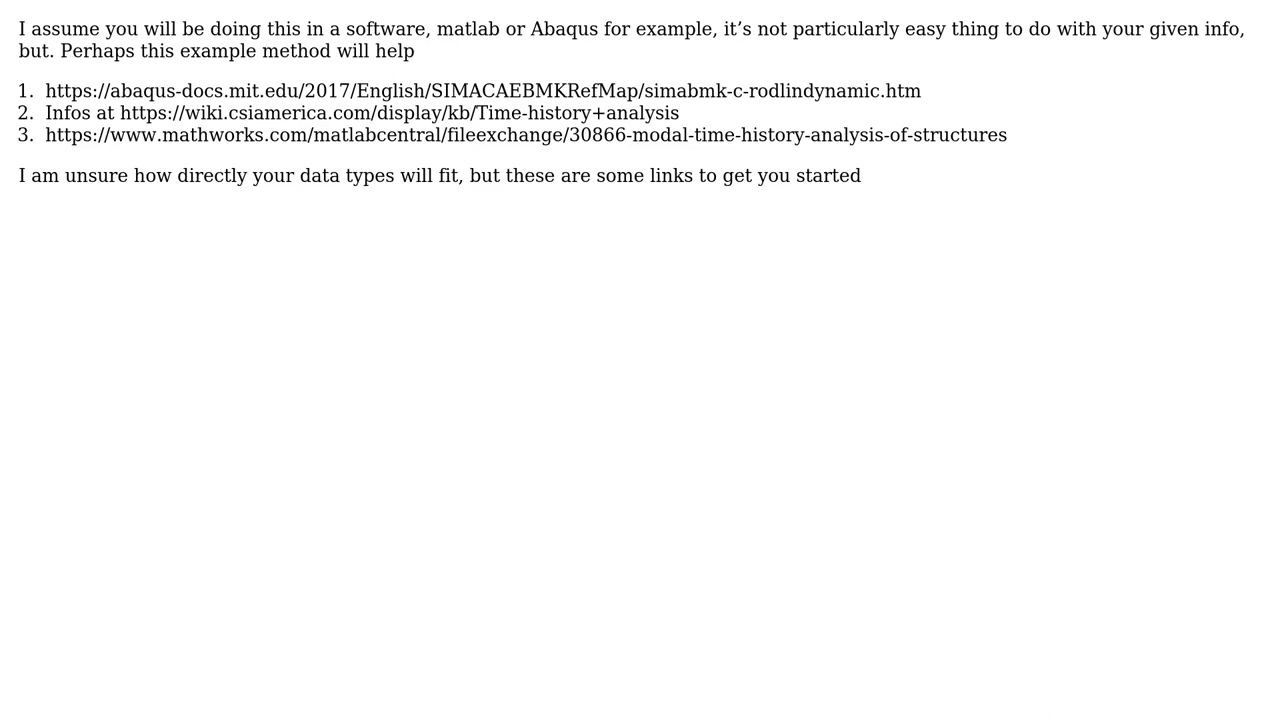 I assume you will be doing this in a software, matlab or Abaqus for example, it’s not particularly easy thing to do with your given info,
but. Perhaps this example method will help
1. https://abaqus-docs.mit.edu/2017/English/SIMACAEBMKRefMap/simabmk-c-rodlindynamic.htm
2. Infos at https://wiki.csiamerica.com/display/kb/Time-history+analysis
3. https://www.mathworks.com/matlabcentral/fileexchange/30866-modal-time-history-analysis-of-structures
I am unsure how directly your data types will fit, but these are some links to get you started